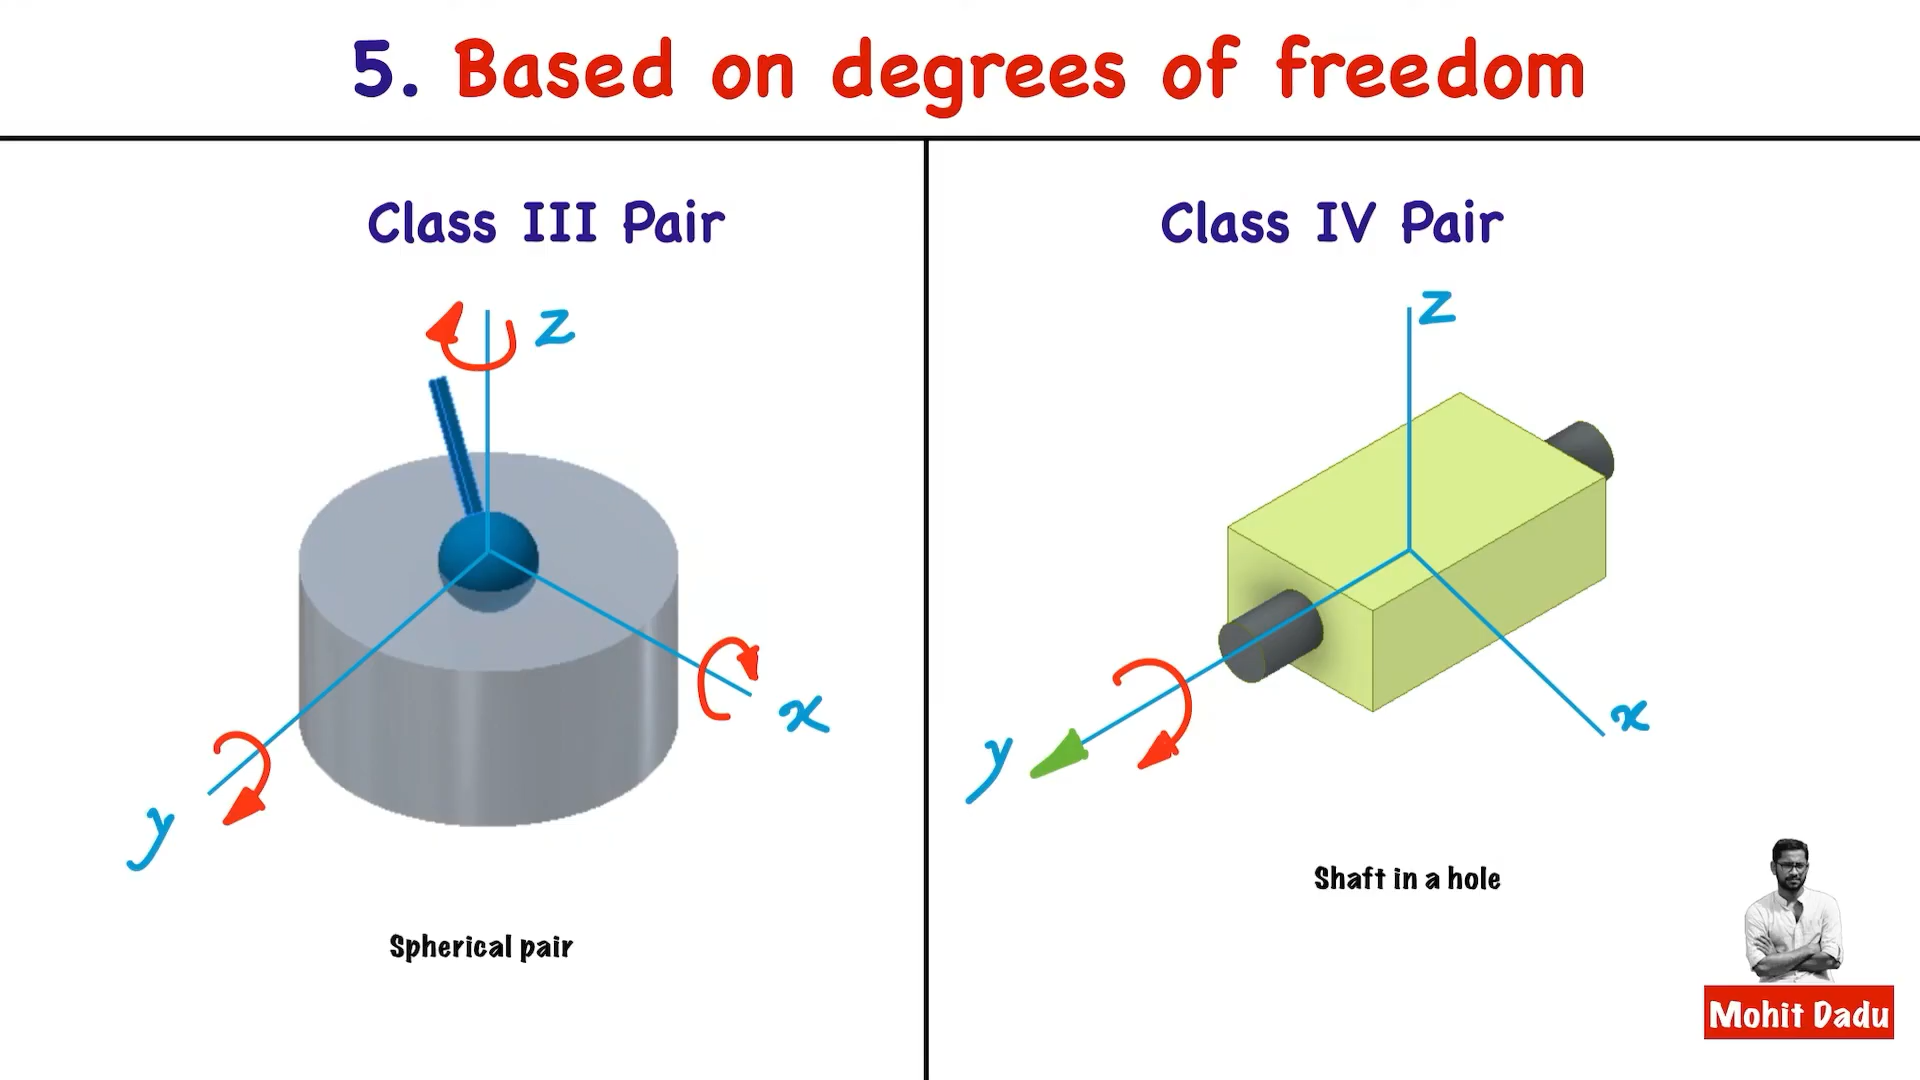 5. Based on degrees of freedom
Class III Pair
z
x
y
Spherical pair
Class IV Pair
z
x
y
Shaft in a hole
Mohit Dadu